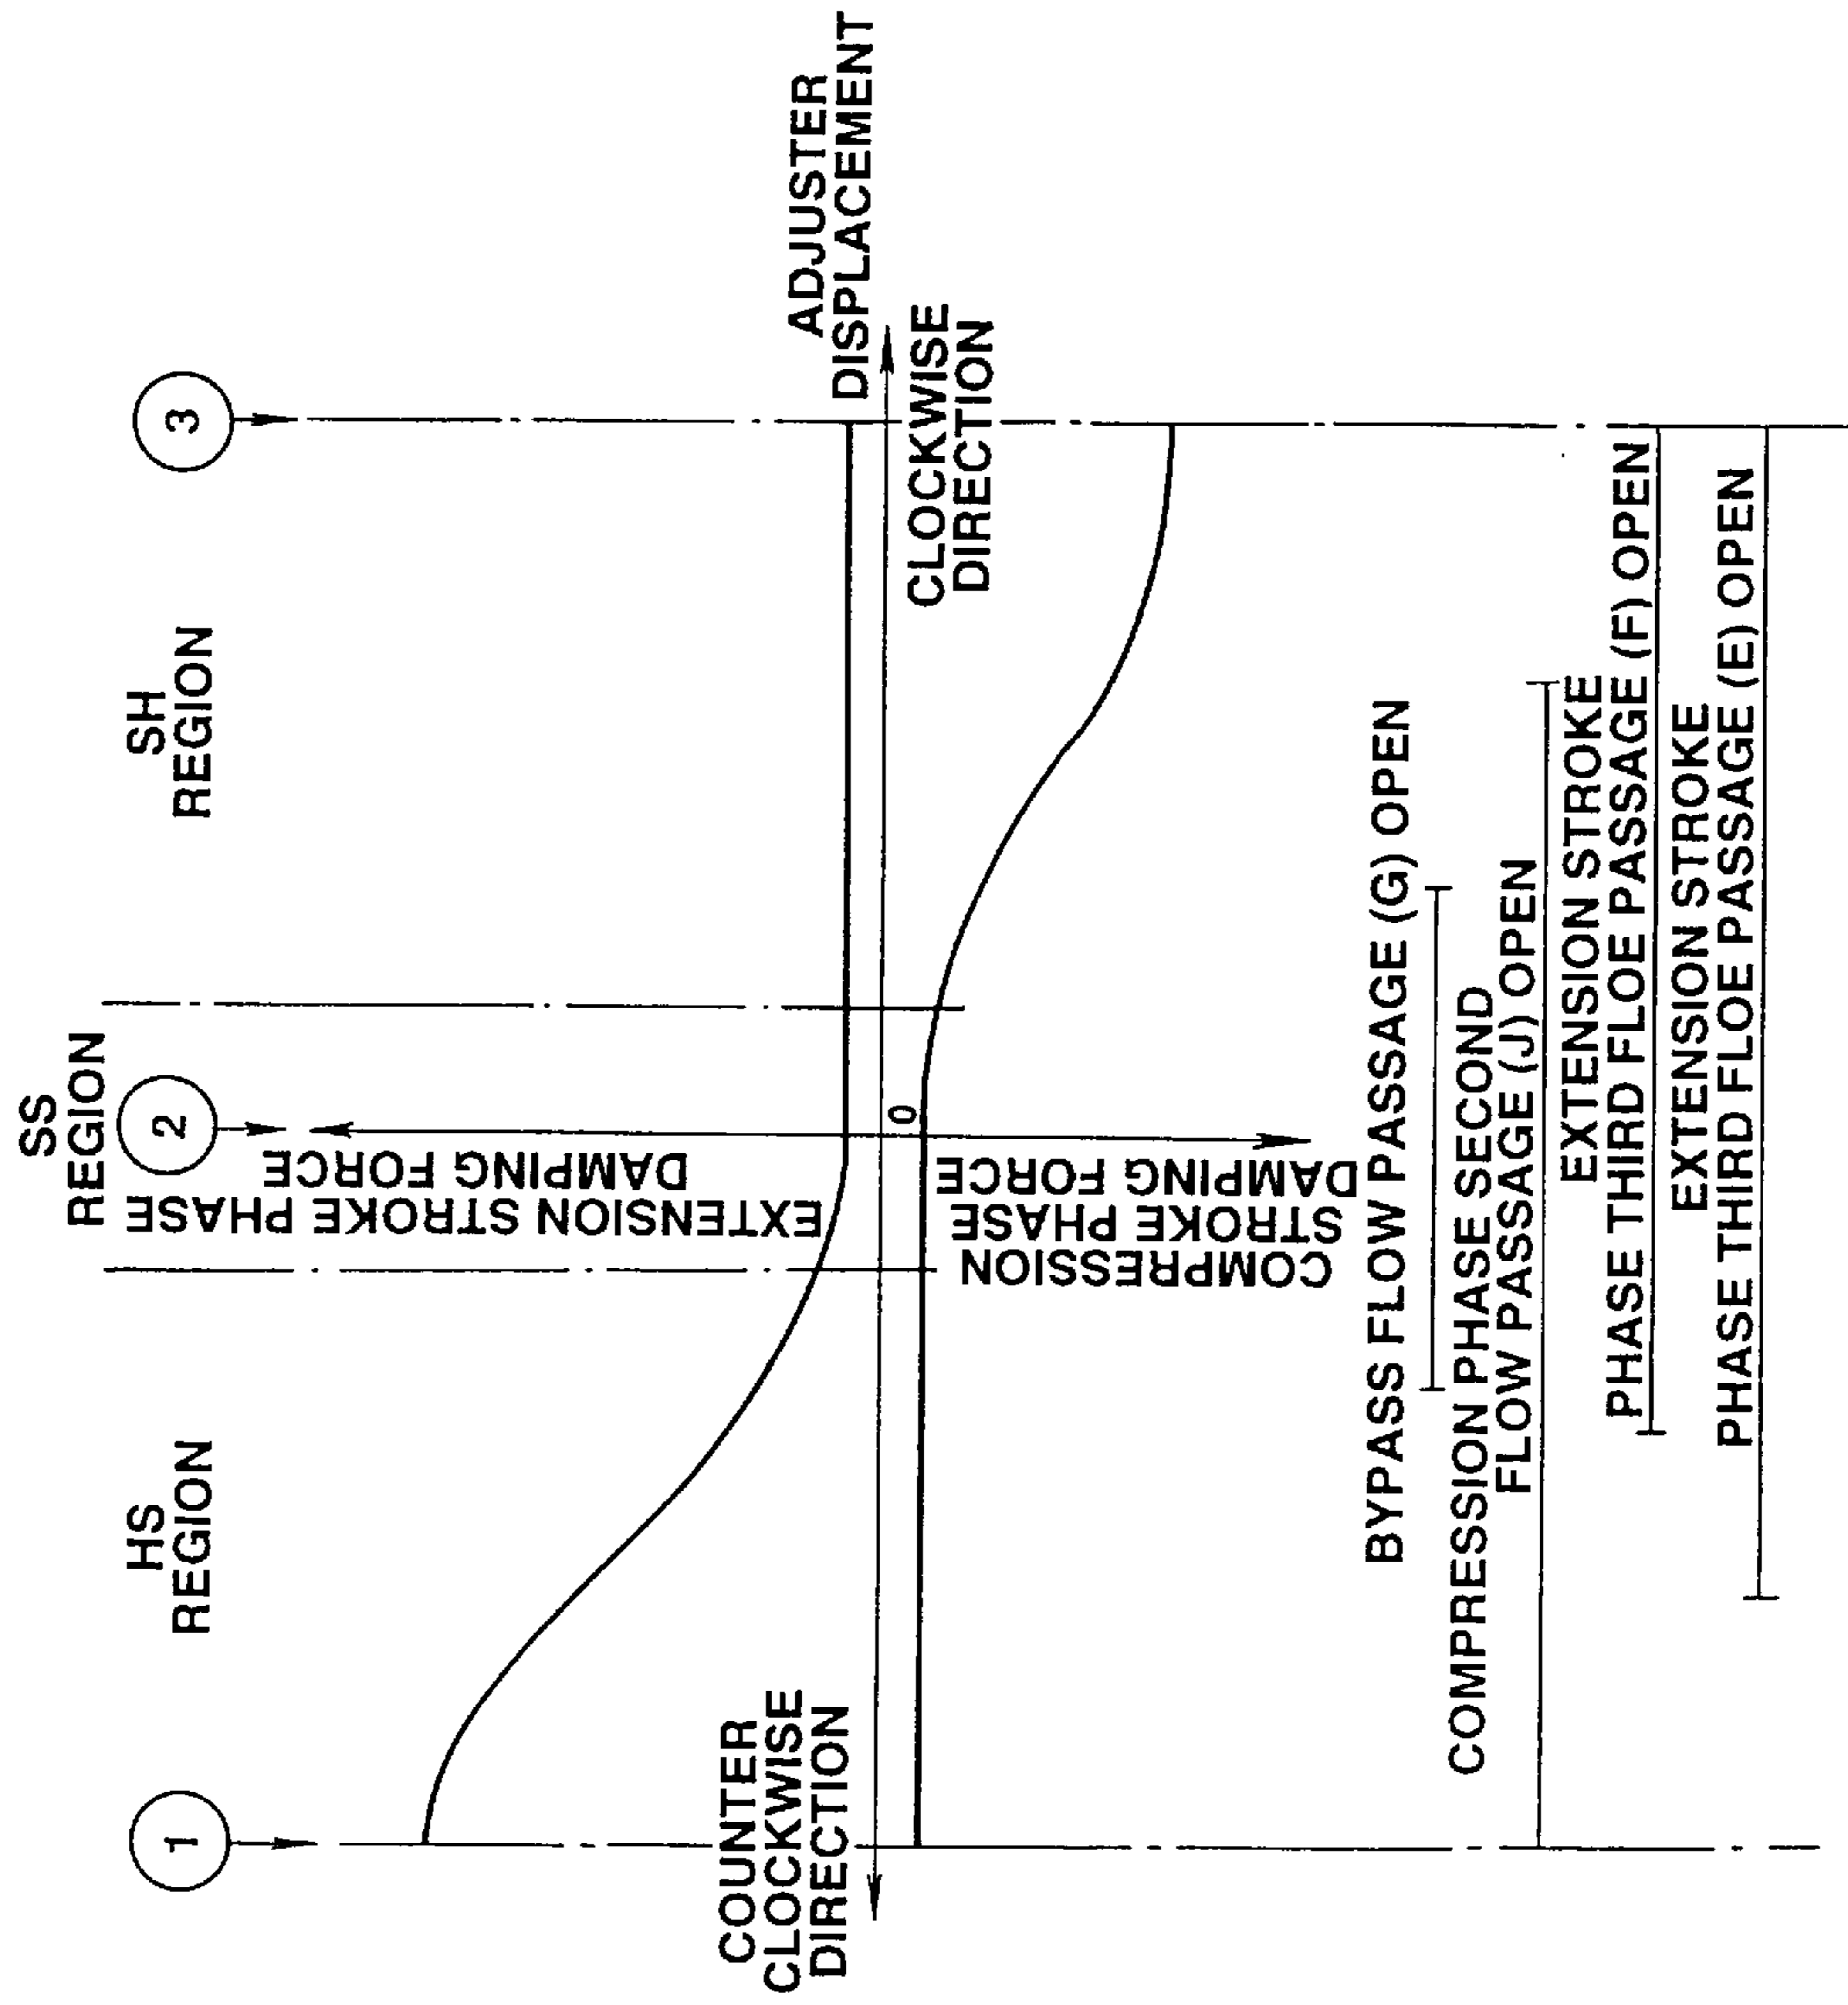 SS
REGION
HS
REGION
SH
REGION
1
2
3
EXTENSION STROKE PHASE
DAMPING FORCE
COUNTER
CLOCKWISE
DIRECTION
ADJUSTER
DISPLACEMENT
0
CLOCKWISE
DIRECTION
COMPRESSION
STROKE PHASE
DAMPING FORCE
BYPASS FLOW PASSAGE (G) OPEN
COMPRESSION PHASE SECOND
FLOW PASSAGE (J) OPEN
EXTENSION STROKE
PHASE THIRD FLOE PASSAGE (F) OPEN
EXTENSION STROKE
PHASE THIRD FLOE PASSAGE (E) OPEN